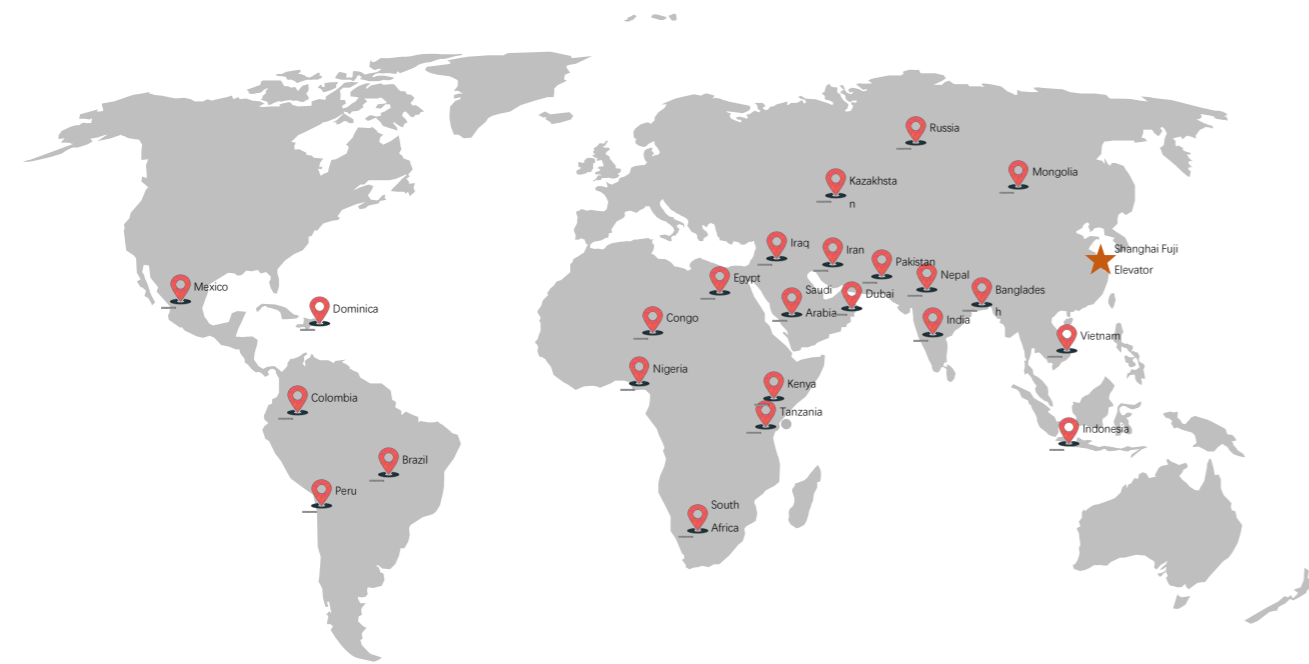 Russia
Mongolia
Kazakhsta
n
Iraq
Iran
Shanghai Fuji
Elevator
Pakistan
Egypt
Nepal
Mexico
Saudi
Arabia
Dubai
Banglades
h
Dominica
Congo
India
Vietnam
Nigeria
Kenya
Colombia
Tanzania
Indonesia
Brazil
Peru
South
Africa